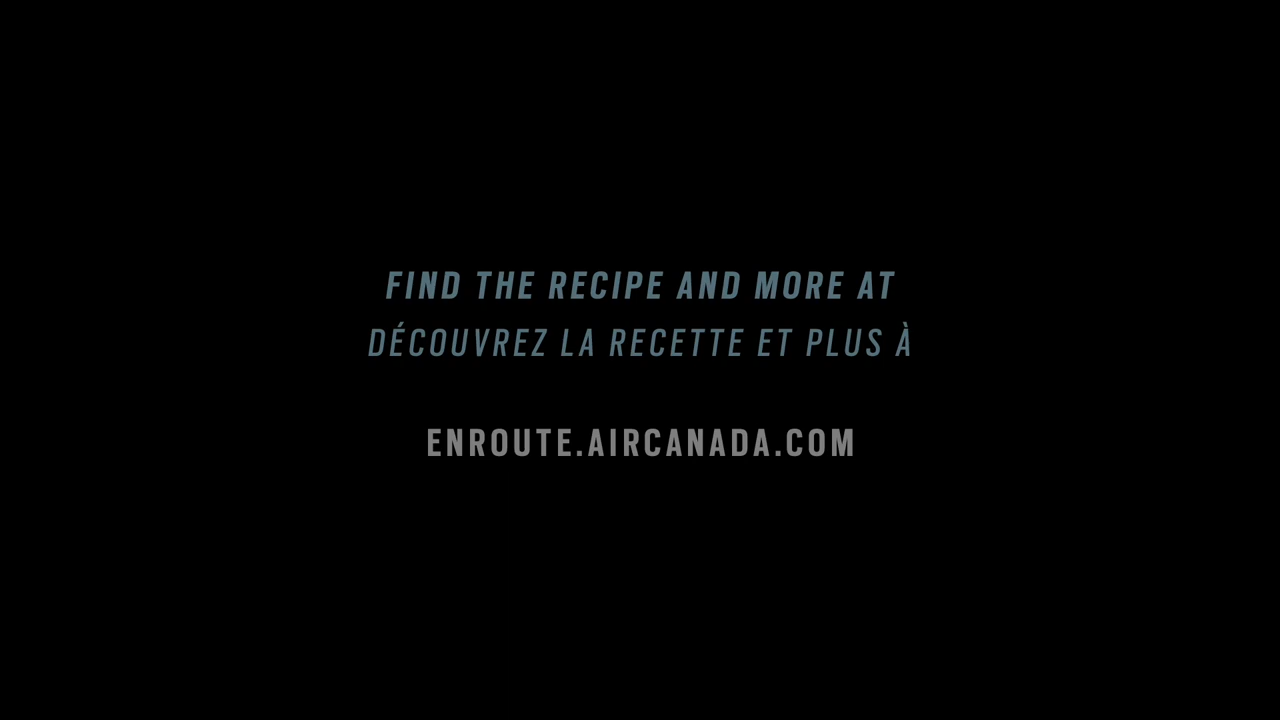 FIND THE RECIPE AND MORE AT
DÉCOUVREZ LA RECETTE ET PLUS À
ENROUTE.AIRCANADA.COM